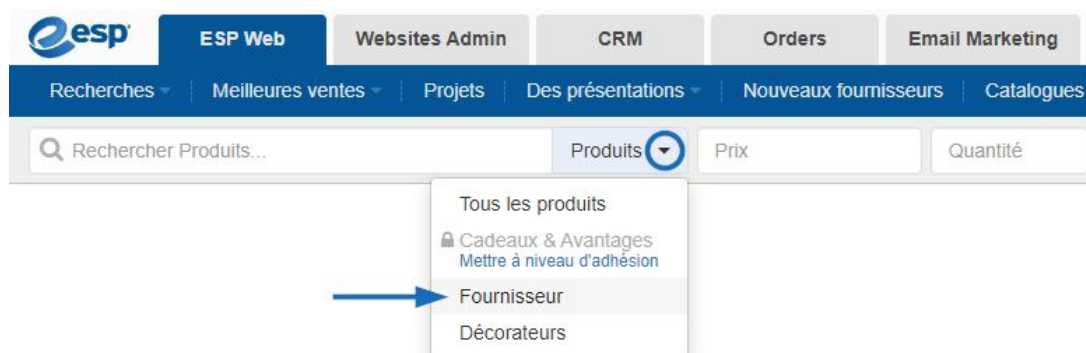 esp ESP Web Websites Admin CRM Orders Email Marketing
Recherches Meilleures ventes Projets Des présentations Nouveaux fournisseurs Catalogues
Rechercher Produits... Produits Prix Quantité
Tous les produits
Cadeaux & Avantages
Mettre à niveau d'adhésion
Fournisseur
Décorateurs